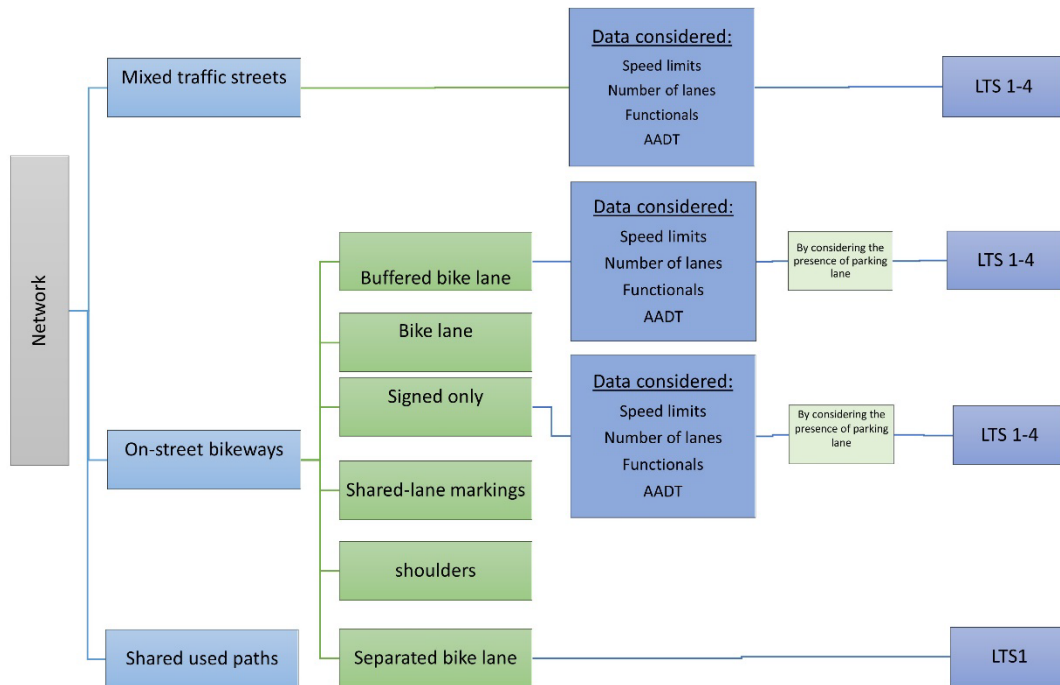 Network
Mixed traffic streets
Data considered:
Speed limits
Number of lanes
Functionals
AADT
LTS 1-4
On-street bikeways
Buffered bike lane
Data considered:
Speed limits
Number of lanes
Functionals
AADT
By considering the
presence of parking
lane
LTS 1-4
Bike lane
Signed only
Data considered:
Speed limits
Number of lanes
Functionals
AADT
By considering the
presence of parking
lane
LTS 1-4
Shared-lane markings
shoulders
Separated bike lane
LTS1
Shared used paths